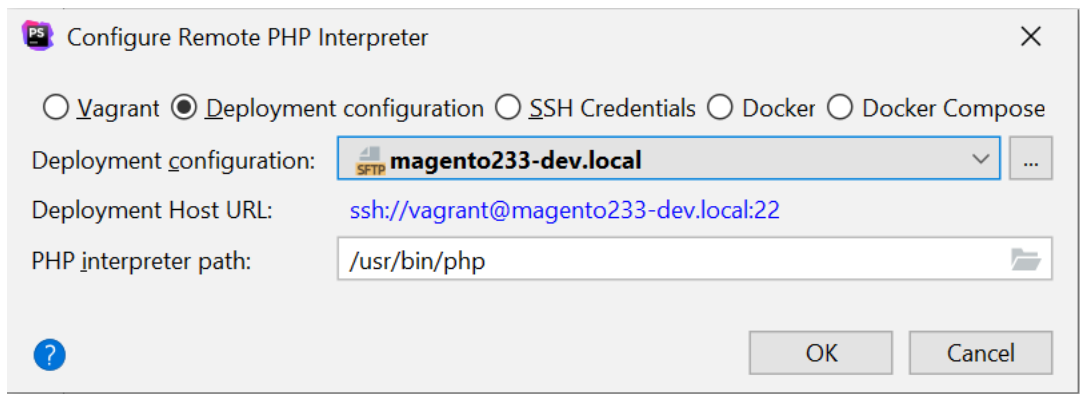 PS
Configure Remote PHP Interpreter
Vagrant Deployment configuration SSH Credentials Docker Docker Compose
Deployment configuration: SFTP magento233-dev.local ...
Deployment Host URL: ssh://vagrant@magento233-dev.local:22
PHP interpreter path: /usr/bin/php
? OK Cancel